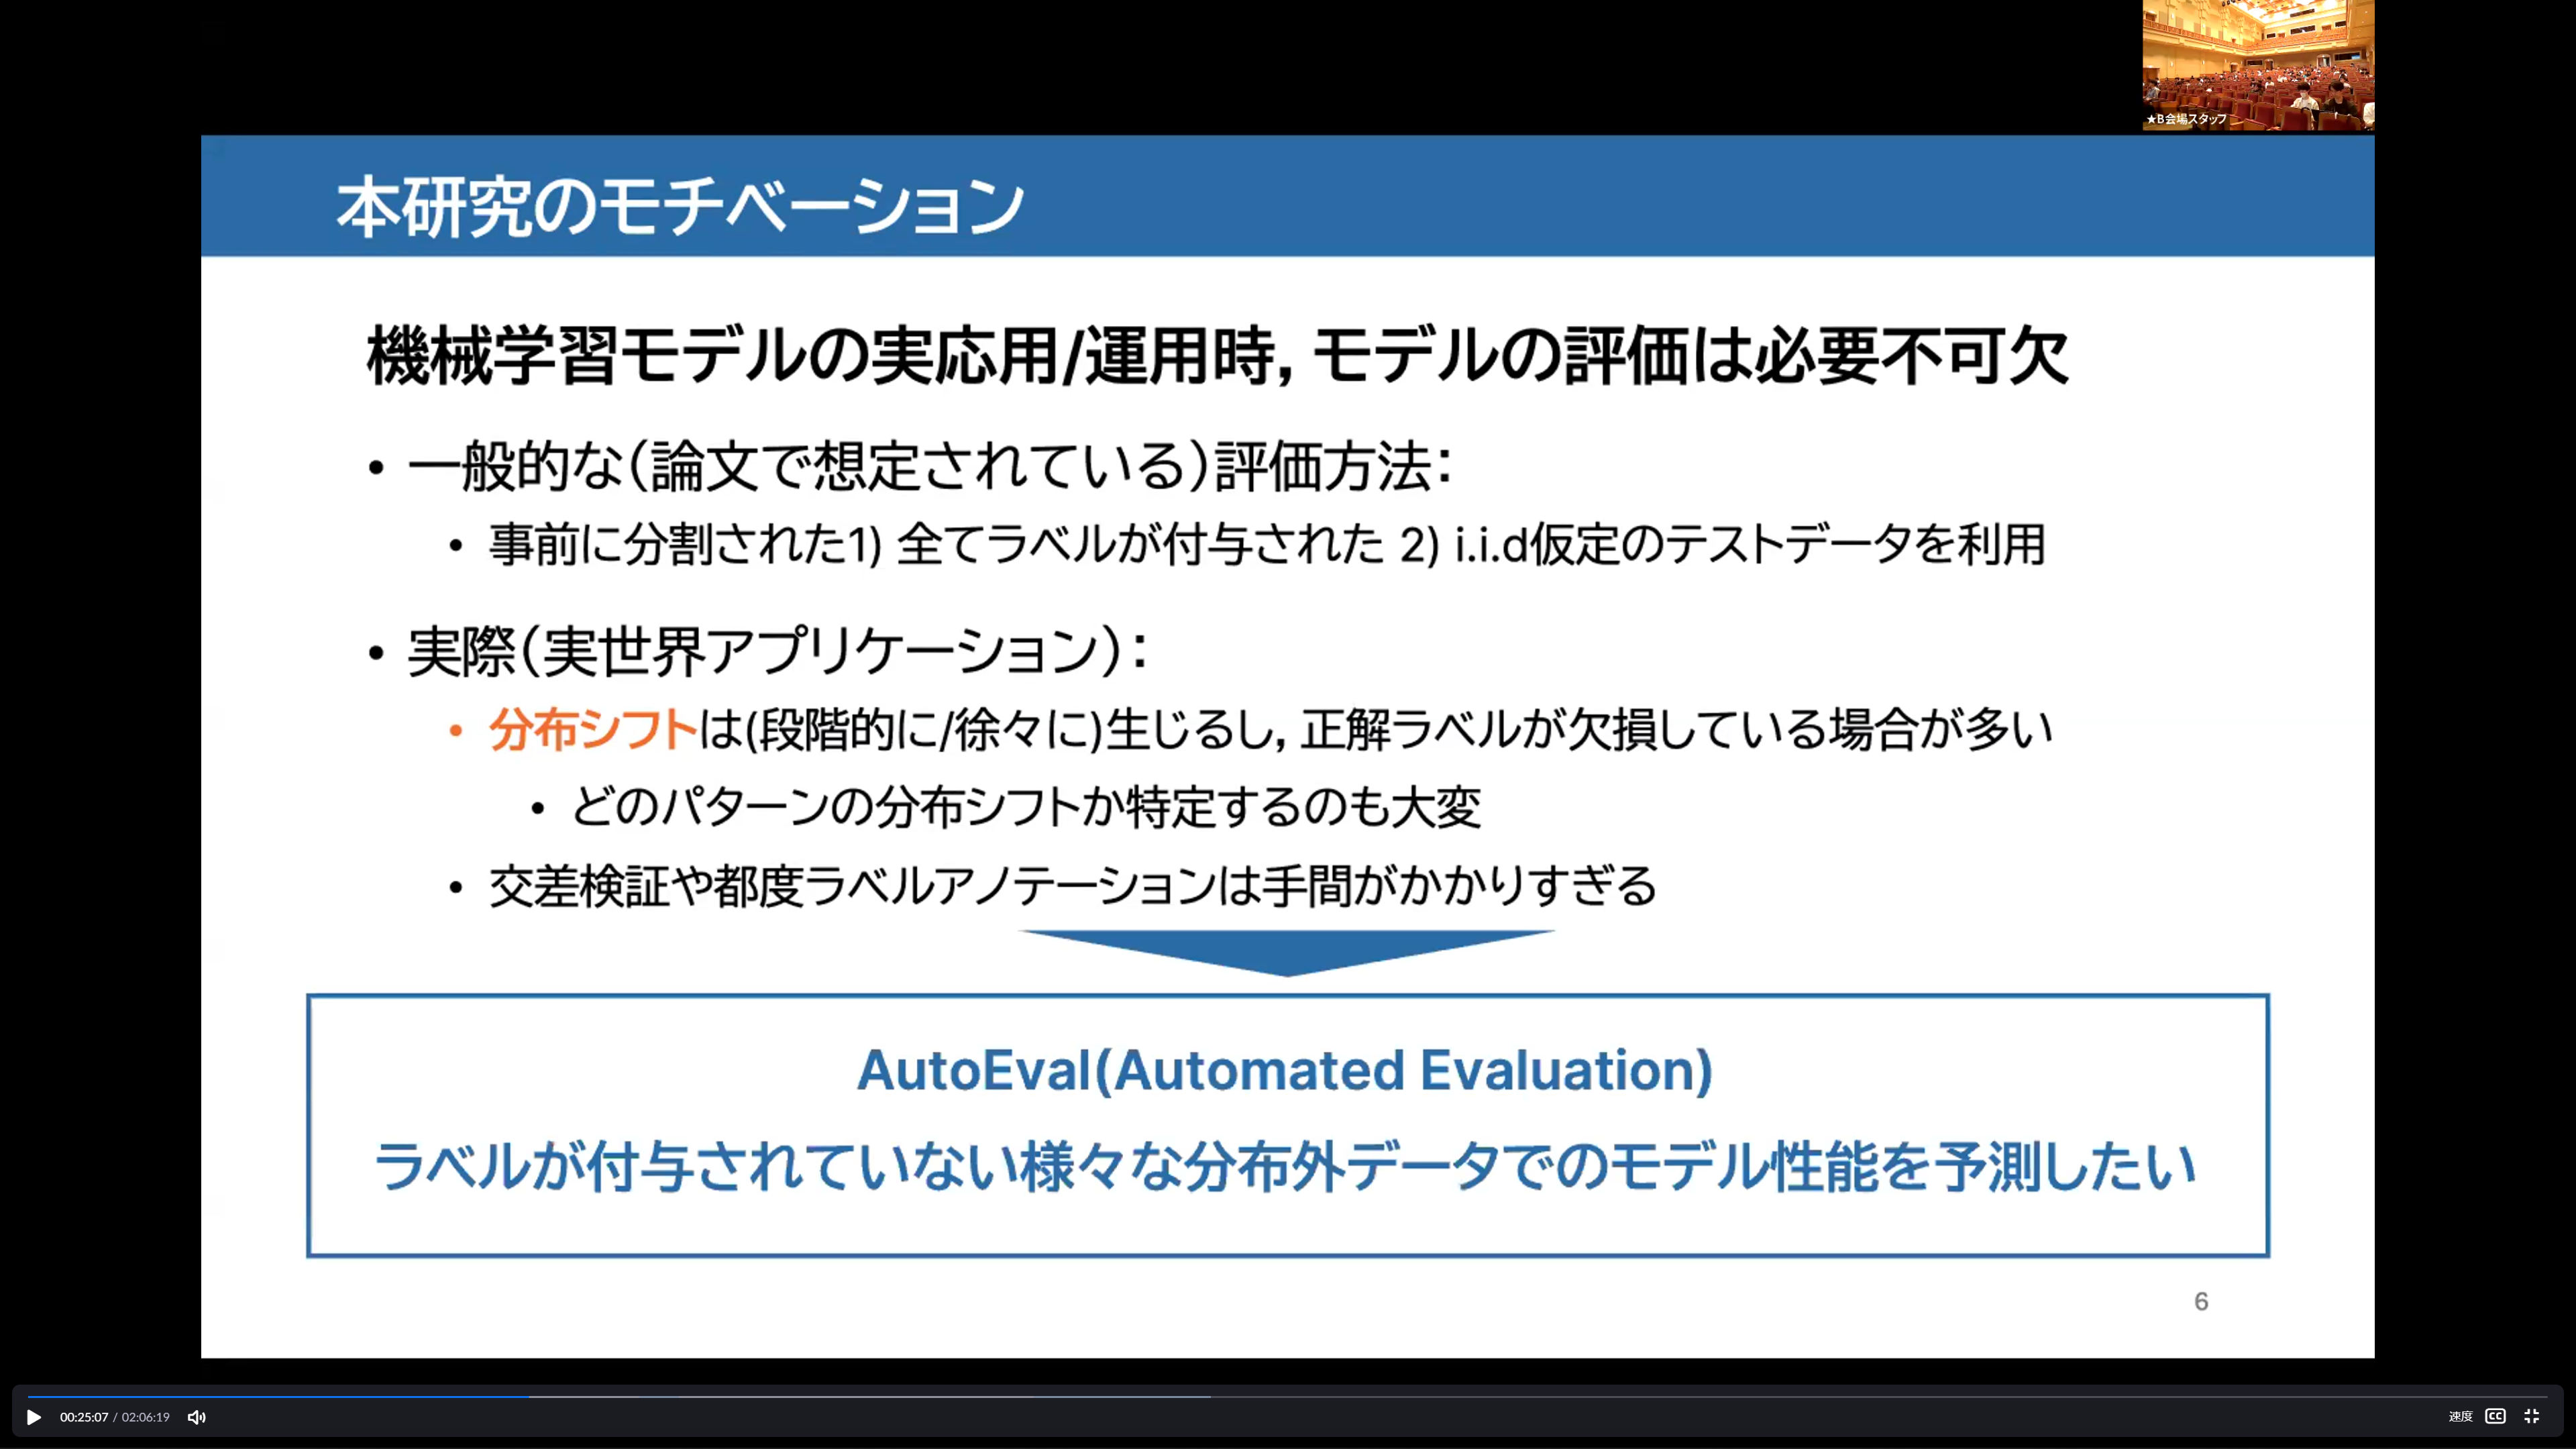 ★B会場スタッフ
本研究のモチベーション
機械学習モデルの実応用/運用時, モデルの評価は必要不可欠
• 一般的な(論文で想定されている)評価方法:
• 事前に分割された1) 全てラベルが付与された 2) i.i.d仮定のテストデータを利用
• 実際(実世界アプリケーション):
• 分布シフトは(段階的に/徐々に)生じるし, 正解ラベルが欠損している場合が多い
• どのパターンの分布シフトか特定するのも大変
• 交差検証や都度ラベルアノテーションは手間がかかりすぎる
AutoEval(Automated Evaluation)
ラベルが付与されていない様々な分布外データでのモデル性能を予測したい
6
00:25:07 / 02:06:19
速度
CC